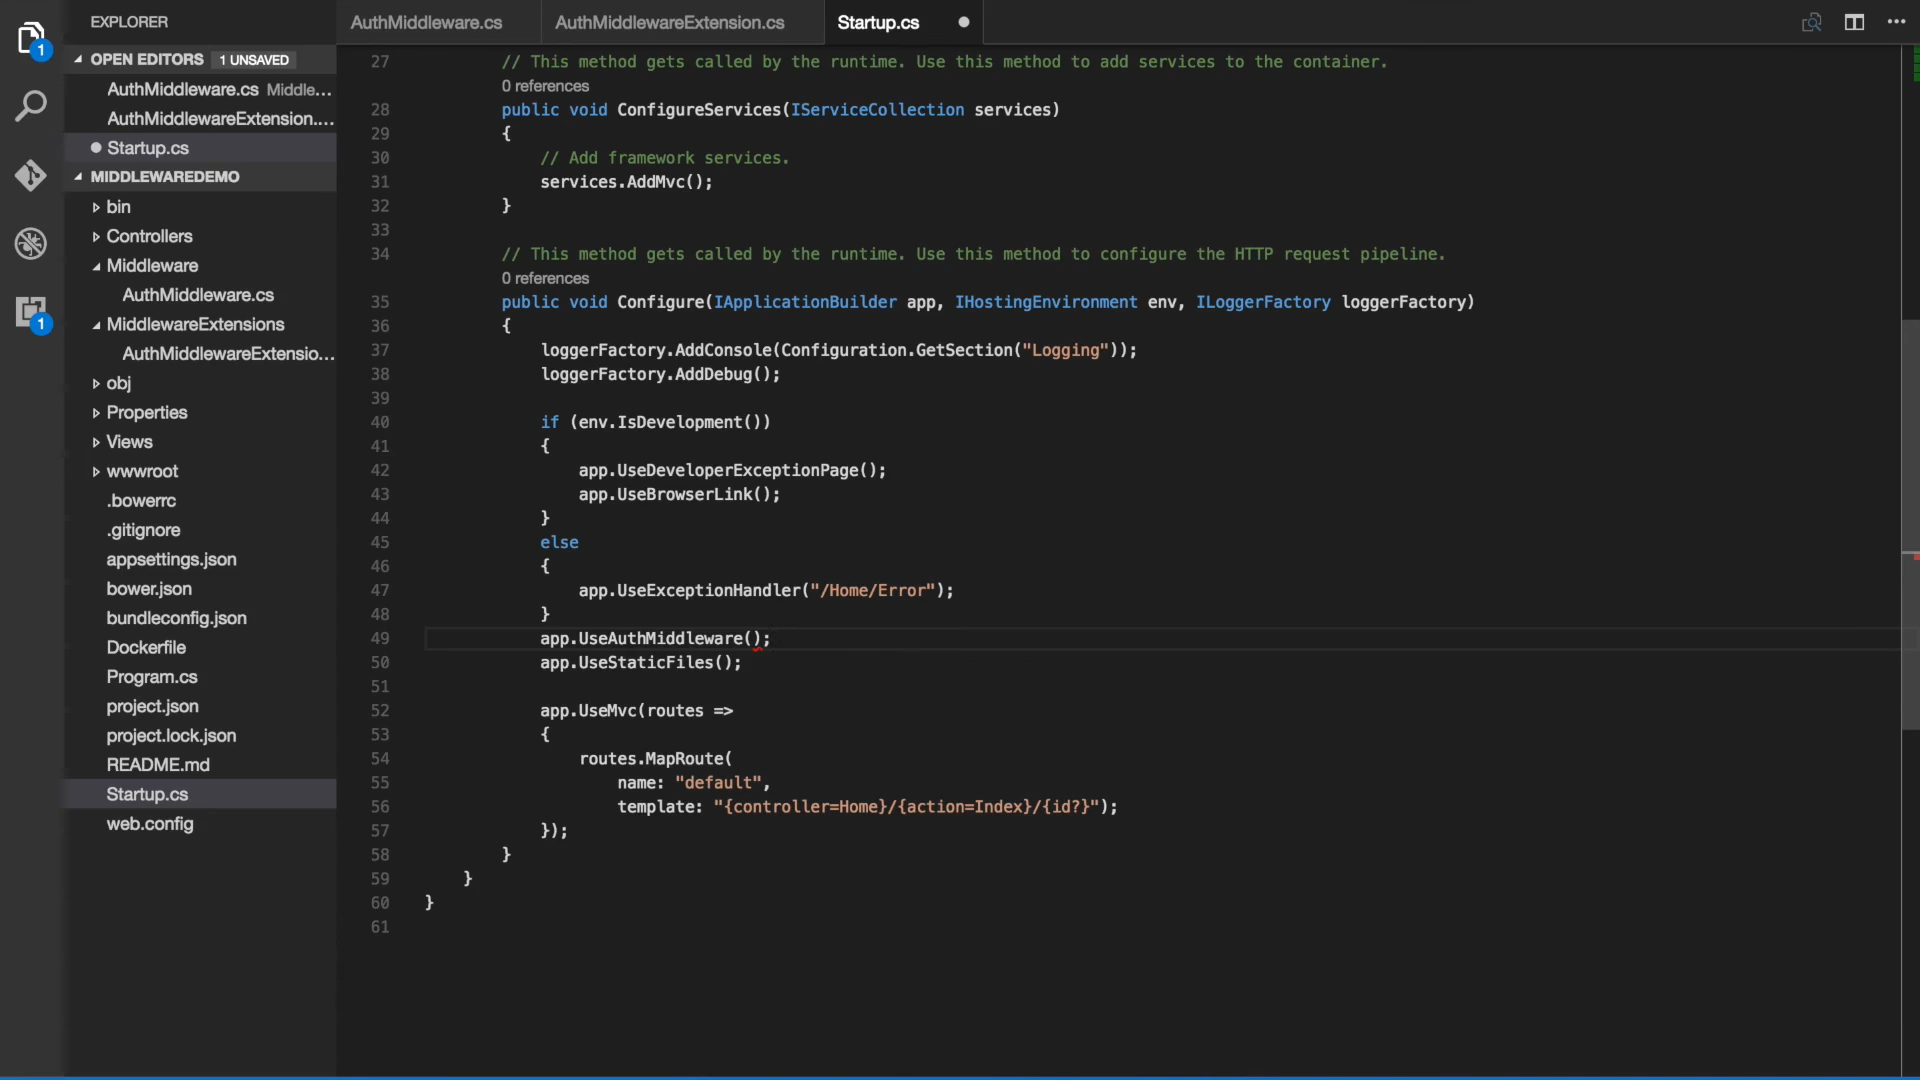 EXPLORER
OPEN EDITORS 1 UNSAVED
AuthMiddleware.cs Middle...
AuthMiddlewareExtension....
Startup.cs
MIDDLEWAREDEMO
bin
Controllers
Middleware
AuthMiddleware.cs
MiddlewareExtensions
AuthMiddlewareExtensio...
obj
Properties
Views
wwwroot
.bowerrc
.gitignore
appsettings.json
bower.json
bundleconfig.json
Dockerfile
Program.cs
project.json
project.lock.json
README.md
Startup.cs
web.config
1
1
AuthMiddleware.cs AuthMiddlewareExtension.cs Startup.cs
27 // This method gets called by the runtime. Use this method to add services to the container.
0 references
28 public void ConfigureServices(IServiceCollection services)
29 {
30 // Add framework services.
31 services.AddMvc();
32 }
33
34 // This method gets called by the runtime. Use this method to configure the HTTP request pipeline.
0 references
35 public void Configure(IApplicationBuilder app, IHostingEnvironment env, ILoggerFactory loggerFactory)
36 {
37 loggerFactory.AddConsole(Configuration.GetSection("Logging"));
38 loggerFactory.AddDebug();
39
40 if (env.IsDevelopment())
41 {
42 app.UseDeveloperExceptionPage();
43 app.UseBrowserLink();
44 }
45 else
46 {
47 app.UseExceptionHandler("/Home/Error");
48 }
49 app.UseAuthMiddleware();
50 app.UseStaticFiles();
51
52 app.UseMvc(routes =>
53 {
54 routes.MapRoute(
55 name: "default",
56 template: "{controller=Home}/{action=Index}/{id?}");
57 });
58 }
59 }
60 }
61